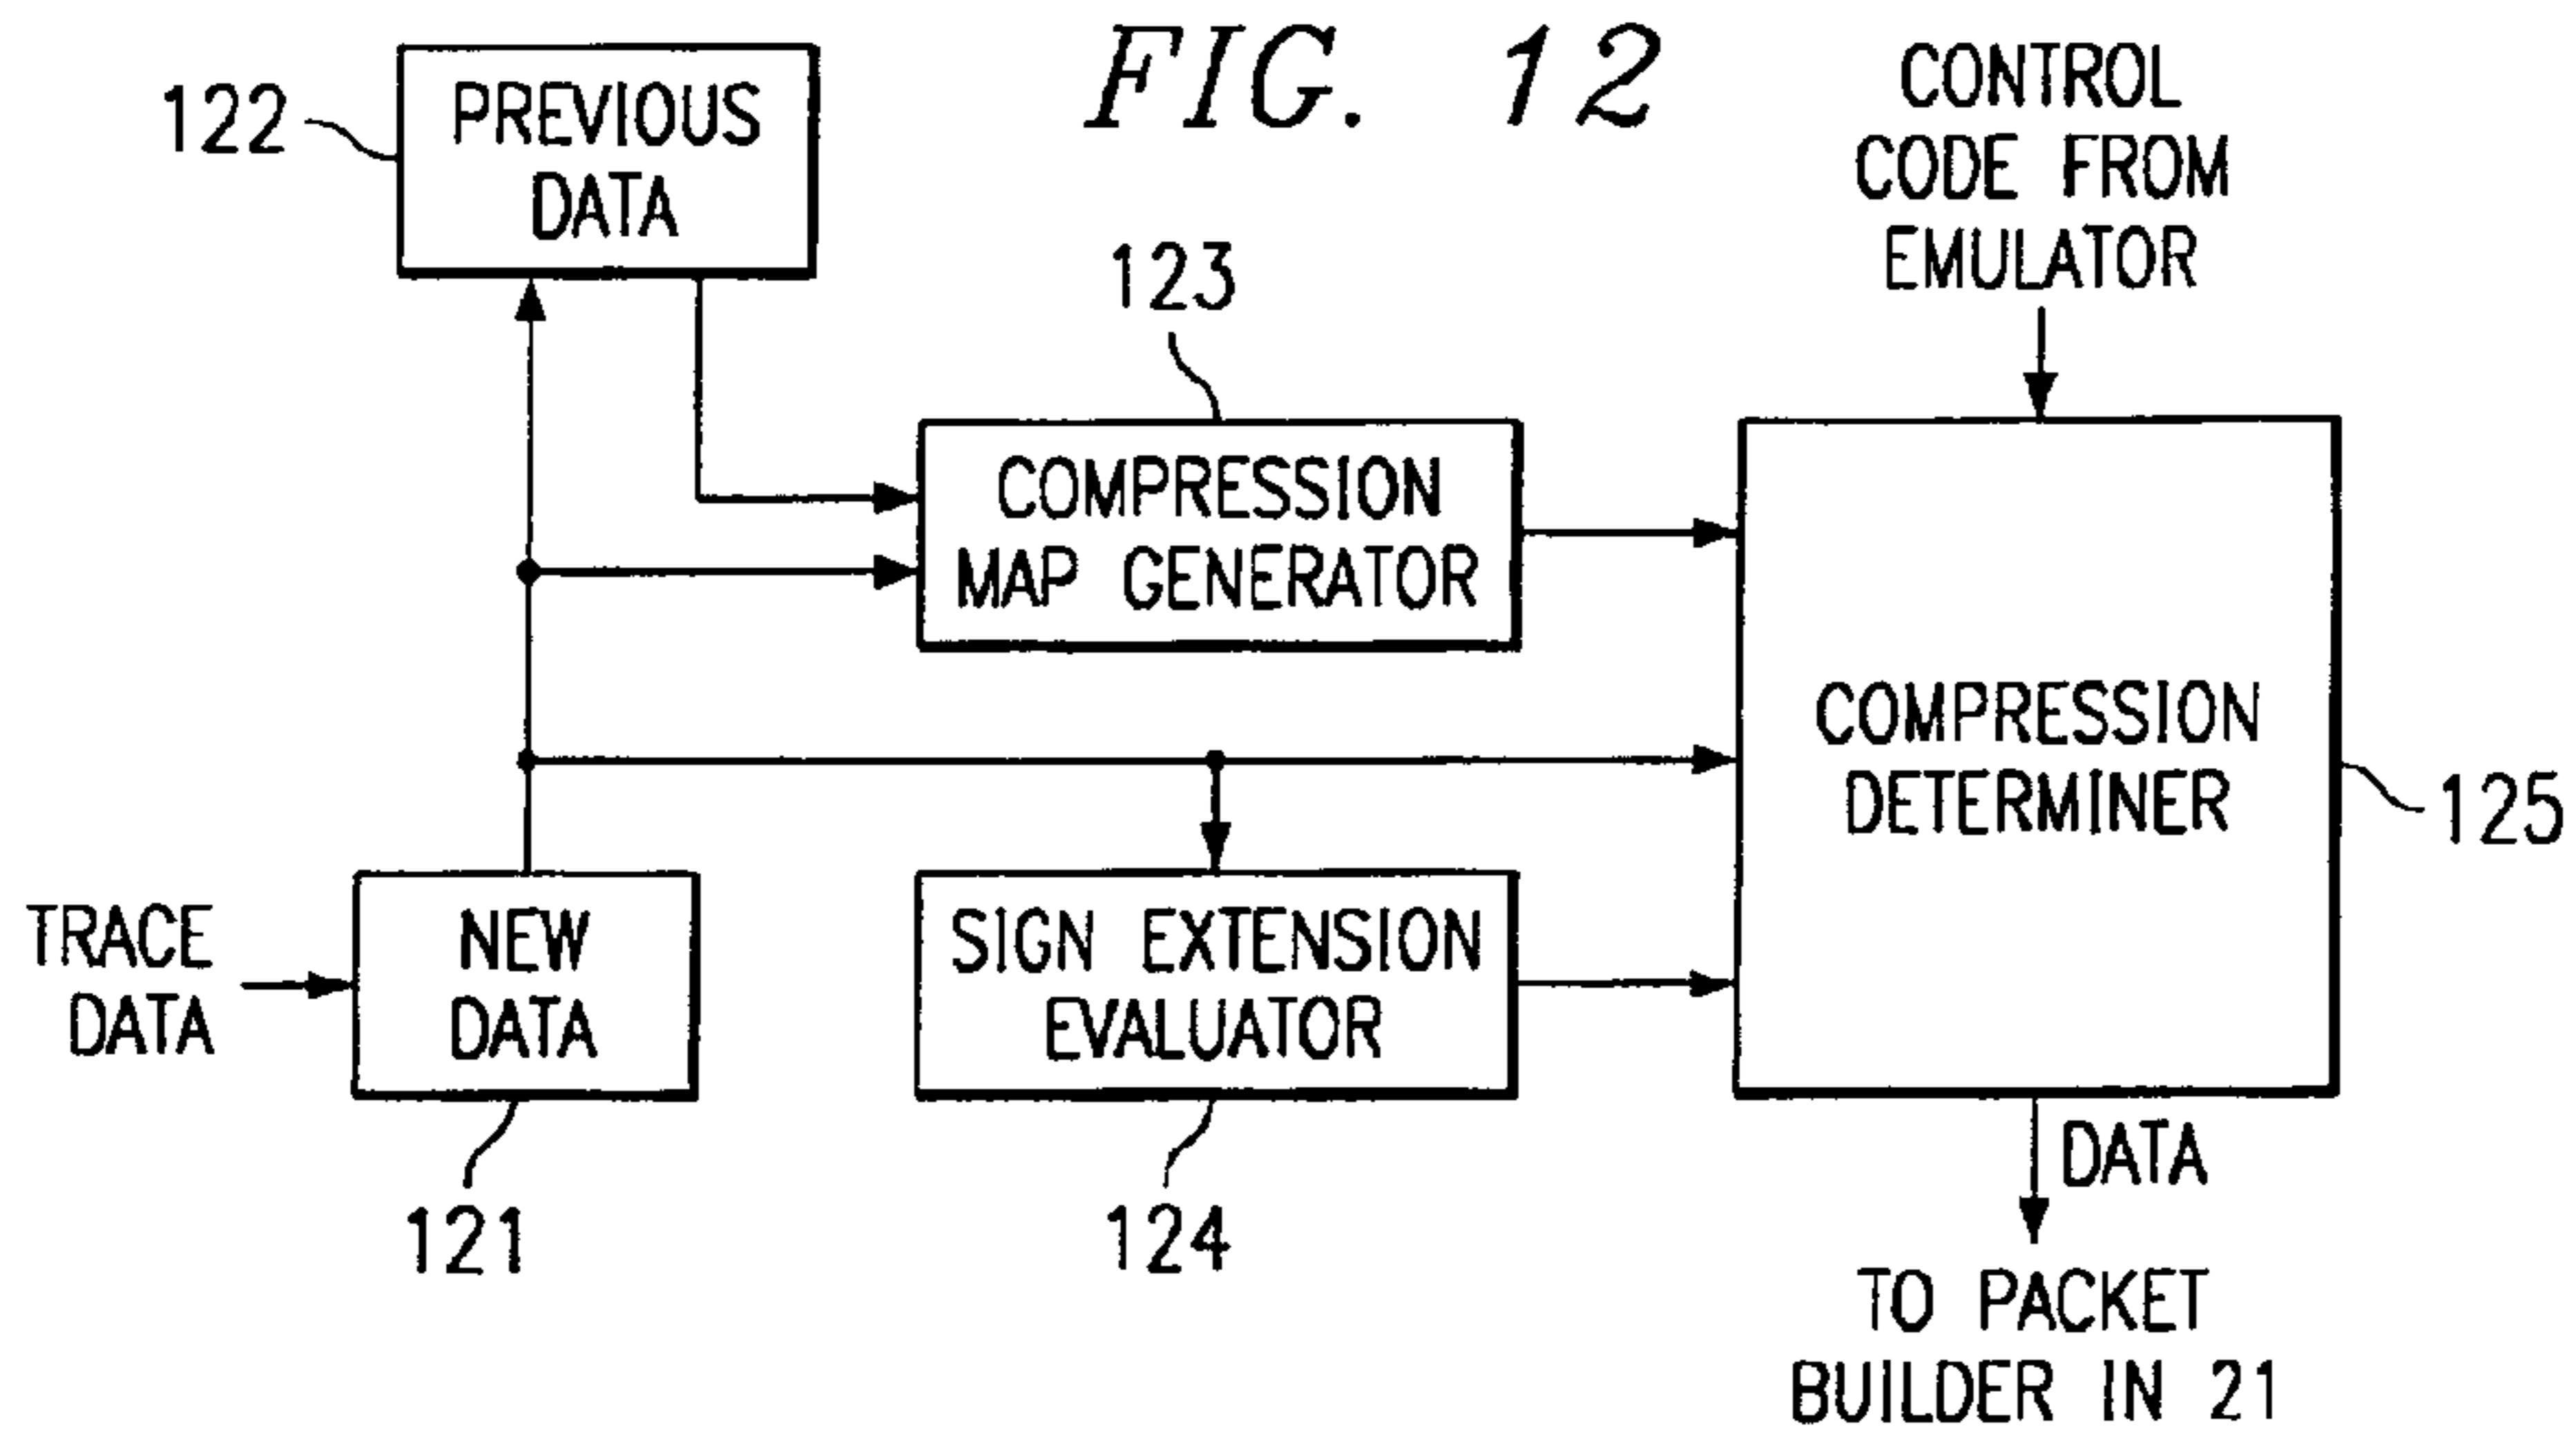 FIG. 12
122
PREVIOUS
DATA
CONTROL
CODE FROM
EMULATOR
123
COMPRESSION
MAP GENERATOR
COMPRESSION
DETERMINER
125
TRACE
DATA
NEW
DATA
SIGN EXTENSION
EVALUATOR
121
124
DATA
TO PACKET
BUILDER IN 21